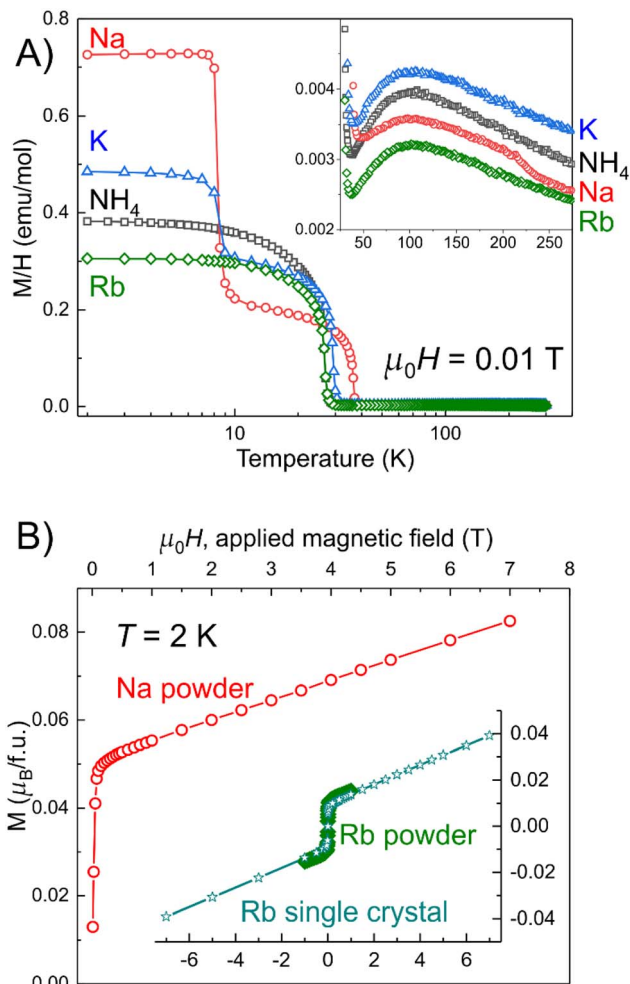 A)
0.8
0.6
0.4
0.2
0.0
M/H (emu/mol)
Na
K
NH4
Rb
0.004
0.003
0.002
50 100 150 200 250
K
NH4
Na
Rb
μ0H = 0.01 T
10 100
Temperature (K)
B)
μ0H, applied magnetic field (T)
0 1 2 3 4 5 6 7 8
0.08
0.06
0.04
0.02
0.00
M (μB/f.u.)
T = 2 K
Na powder
0.04
0.02
0.00
-0.02
-0.04
Rb powder
Rb single crystal
-6 -4 -2 0 2 4 6